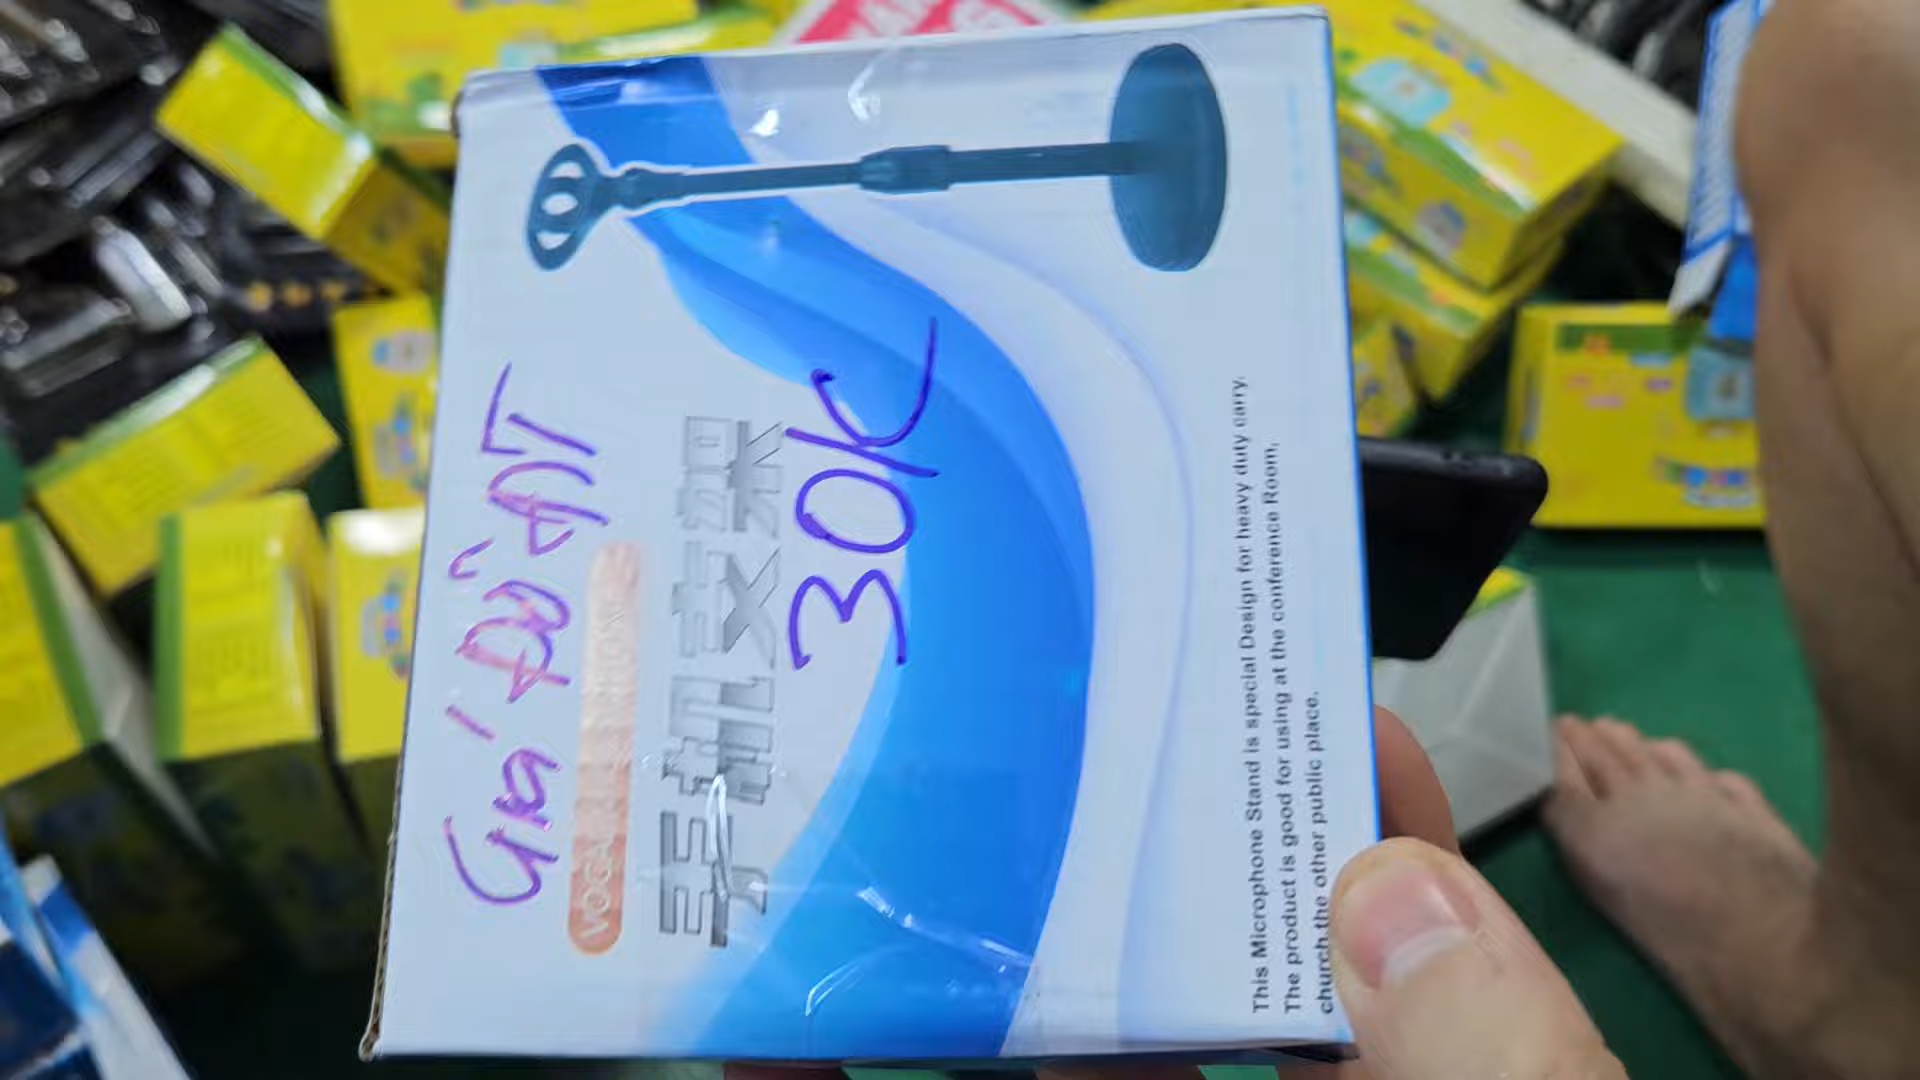 Giá ĐỠ ĐT
手机支架
30K
This Microphone Stand is special Design for heavy duty carry.
The product is good for using at the conference Room,
church the other public place.